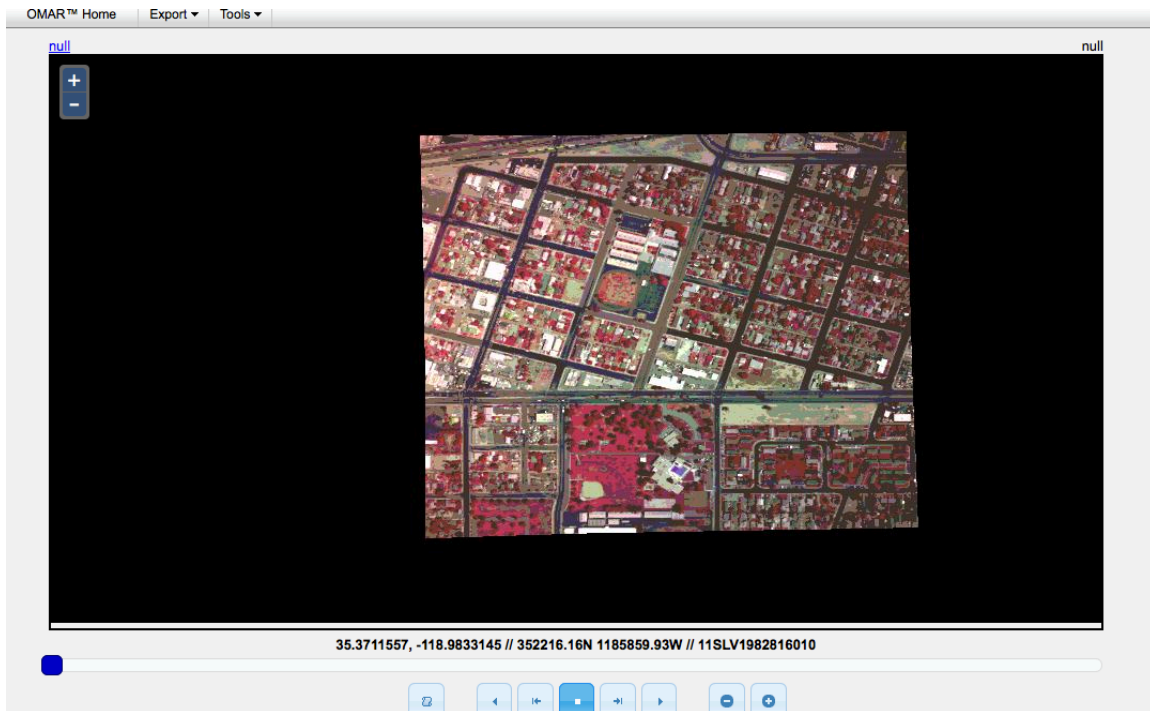 OMAR™ Home Export Tools
null null
35.3711557, -118.9833145 // 352216.16N 1185859.93W // 11SLV1982816010